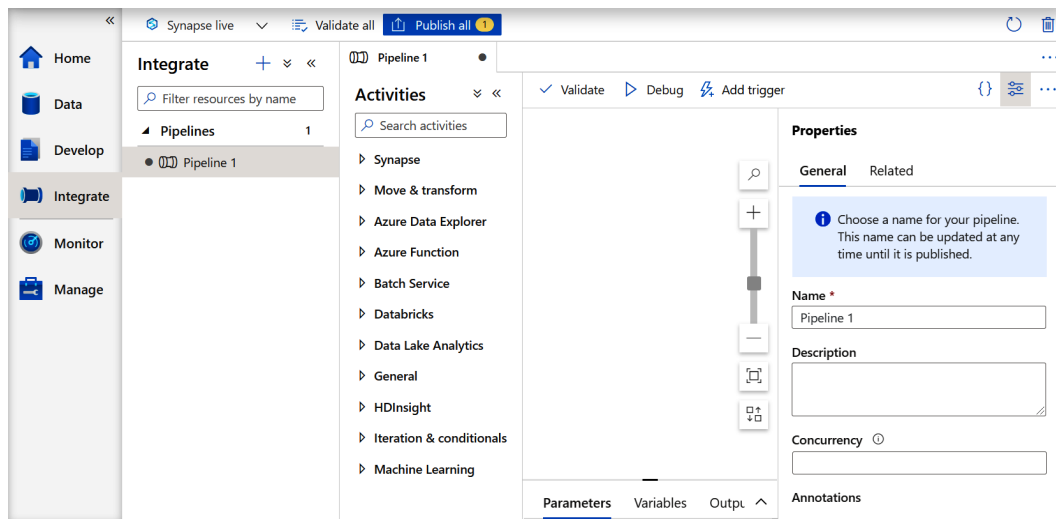 Synapse live
Validate all
Publish all 1
Home
Data
Develop
Integrate
Monitor
Manage
Integrate
Filter resources by name
Pipelines 1
Pipeline 1
Pipeline 1
Activities
Search activities
Synapse
Move & transform
Azure Data Explorer
Azure Function
Batch Service
Databricks
Data Lake Analytics
General
HDInsight
Iteration & conditionals
Machine Learning
Validate
Debug
Add trigger
{}
Parameters
Variables
Outpu
Properties
General
Related
Choose a name for your pipeline.
This name can be updated at any
time until it is published.
Name *
Pipeline 1
Description
Concurrency
Annotations